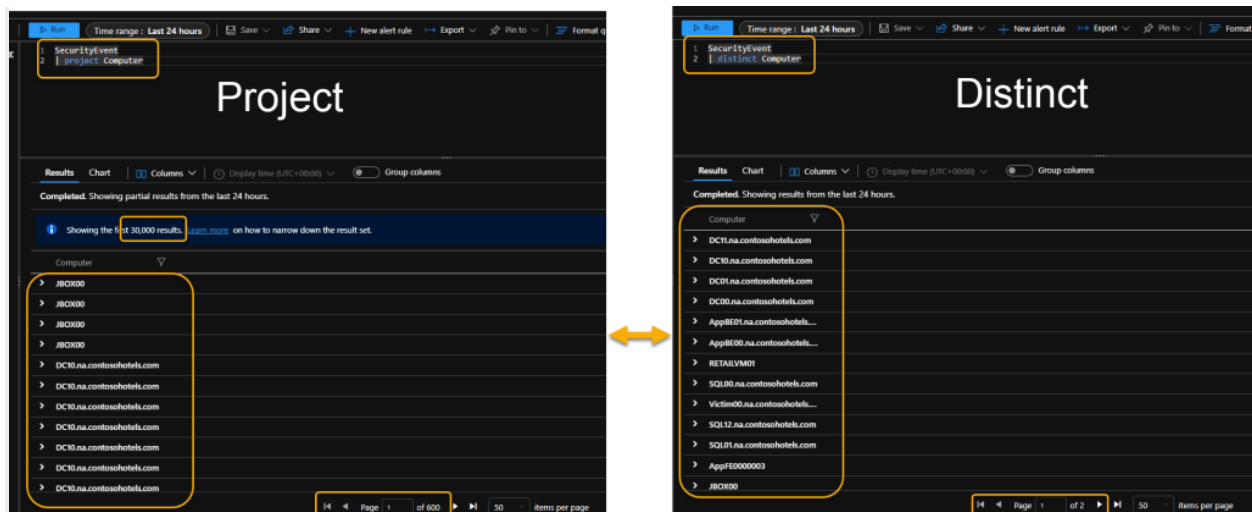 Run Time range : Last 24 hours Save Share New alert rule Export Pin to Format q
1 SecurityEvent
2 | project Computer
Project
Results Chart Columns Display time (UTC+00:00) Group columns
Completed. Showing partial results from the last 24 hours.
Showing the first 30,000 results. Learn more on how to narrow down the result set.
Computer
JBOX00
JBOX00
JBOX00
JBOX00
DC10.na.contosohotels.com
DC10.na.contosohotels.com
DC10.na.contosohotels.com
DC10.na.contosohotels.com
DC10.na.contosohotels.com
DC10.na.contosohotels.com
DC10.na.contosohotels.com
Page 1 of 600 50 items per page
Run Time range : Last 24 hours Save Share New alert rule Export Pin to Format
1 SecurityEvent
2 | distinct Computer
Distinct
Results Chart Columns Display time (UTC+00:00) Group columns
Completed. Showing results from the last 24 hours.
Computer
DC11.na.contosohotels.com
DC10.na.contosohotels.com
DC01.na.contosohotels.com
DC00.na.contosohotels.com
AppBE01.na.contosohotels....
AppBE00.na.contosohotels....
RETAILVM01
SQL00.na.contosohotels.com
Victim00.na.contosohotels....
SQL12.na.contosohotels.com
SQL01.na.contosohotels.com
AppFE0000003
JBOX00
Page 1 of 2 50 items per page